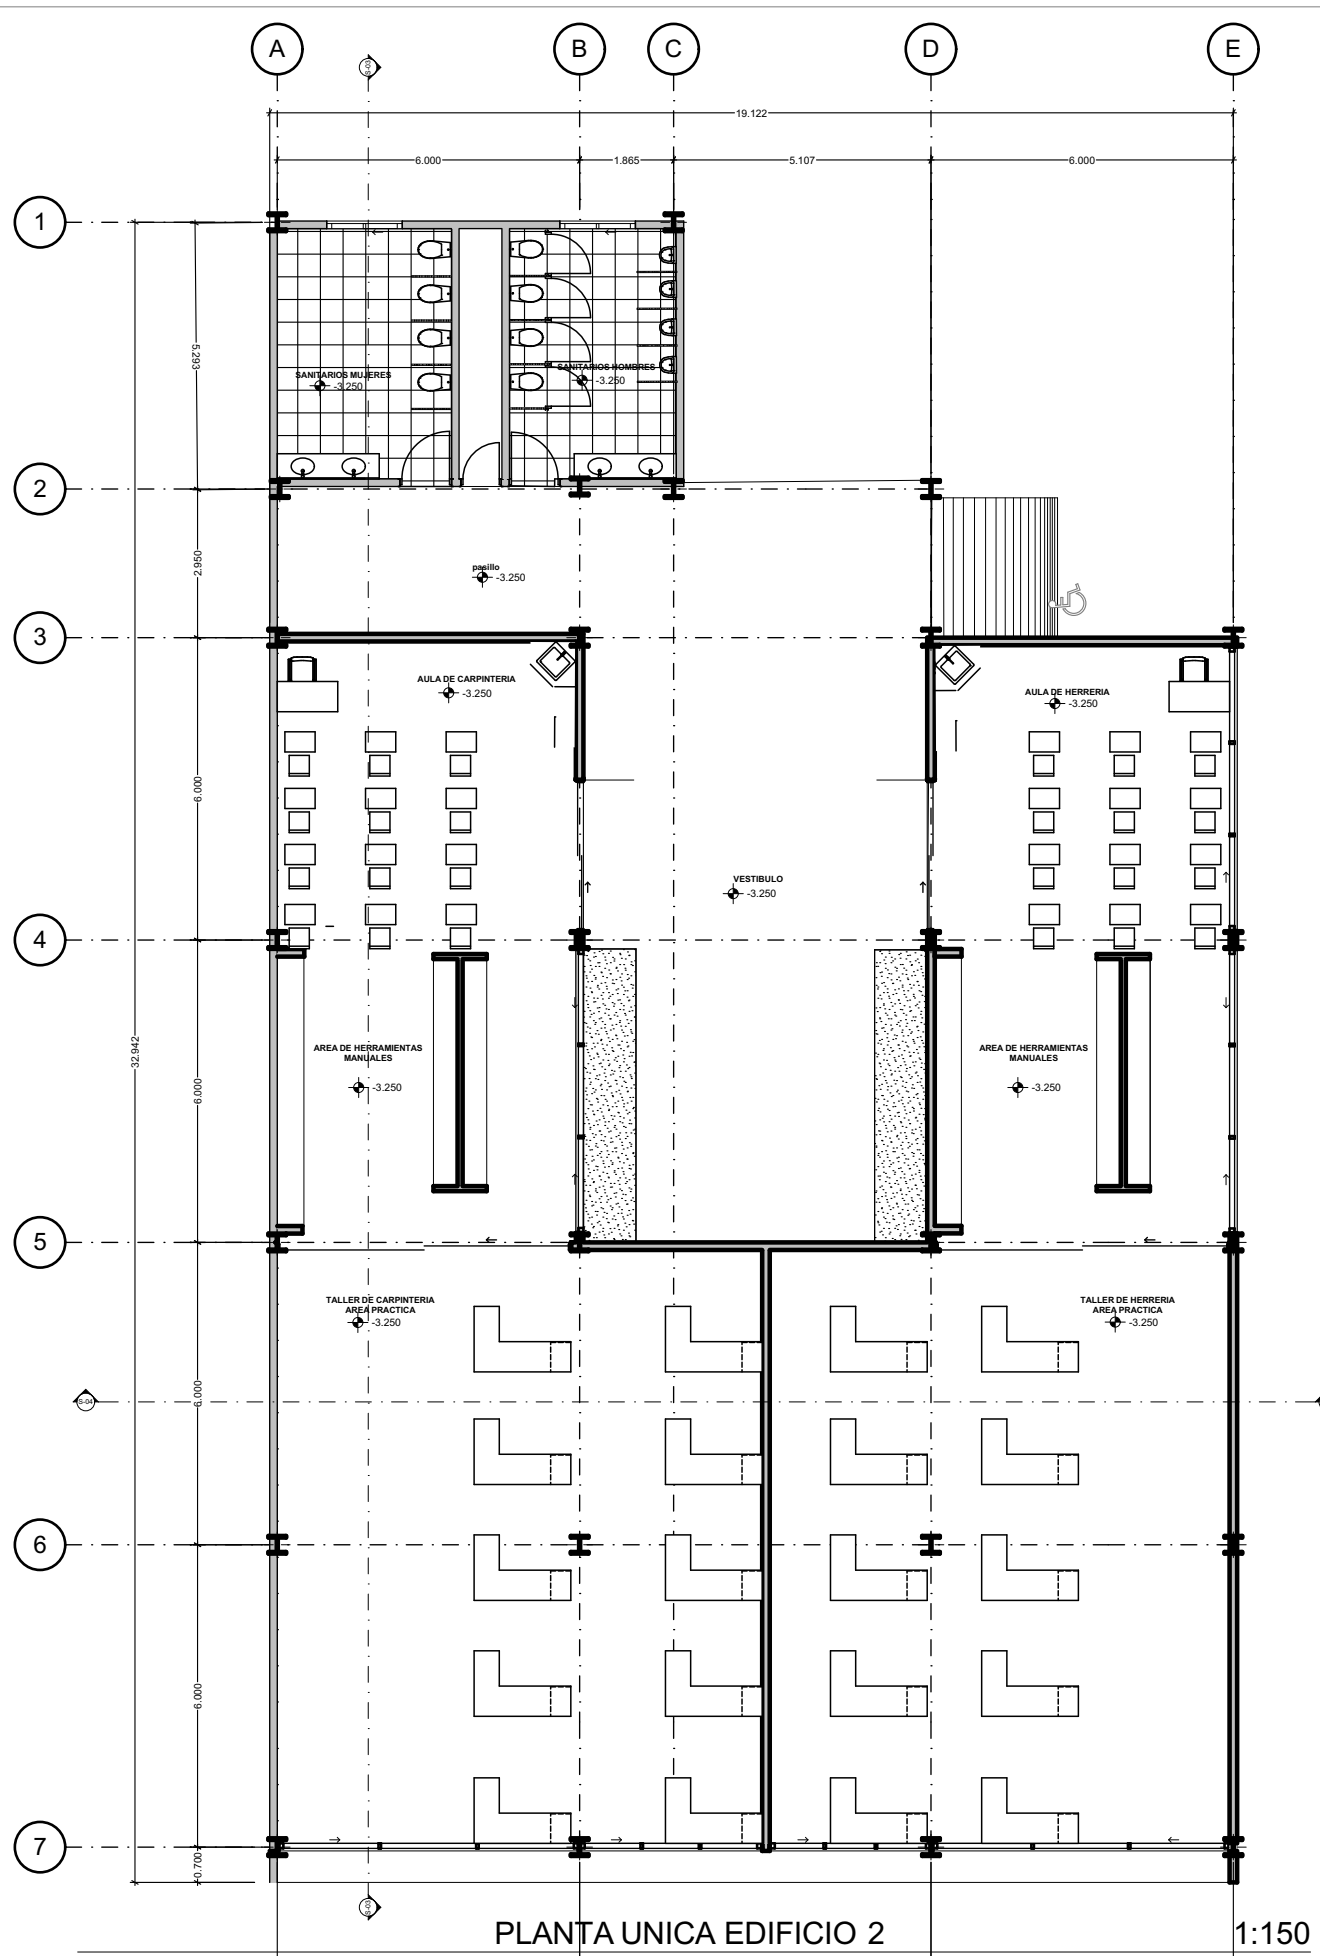 A B C D E
S-03
19.122
6.000 1.865 5.107 6.000
1
5.293
SANITARIOS MUJERES
-3.250
SANITARIOS HOMBRES
-3.250
2
2.950
pasillo
-3.250
3
AULA DE CARPINTERIA
-3.250
AULA DE HERRERIA
-3.250
6.000
VESTIBULO
-3.250
4
32.942
6.000
AREA DE HERRAMIENTAS
MANUALES
-3.250
AREA DE HERRAMIENTAS
MANUALES
-3.250
5
TALLER DE CARPINTERIA
AREA PRACTICA
-3.250
TALLER DE HERRERIA
AREA PRACTICA
-3.250
6.000
S-04
6
6.000
7
0.700
S-03
PLANTA UNICA EDIFICIO 2 1:150